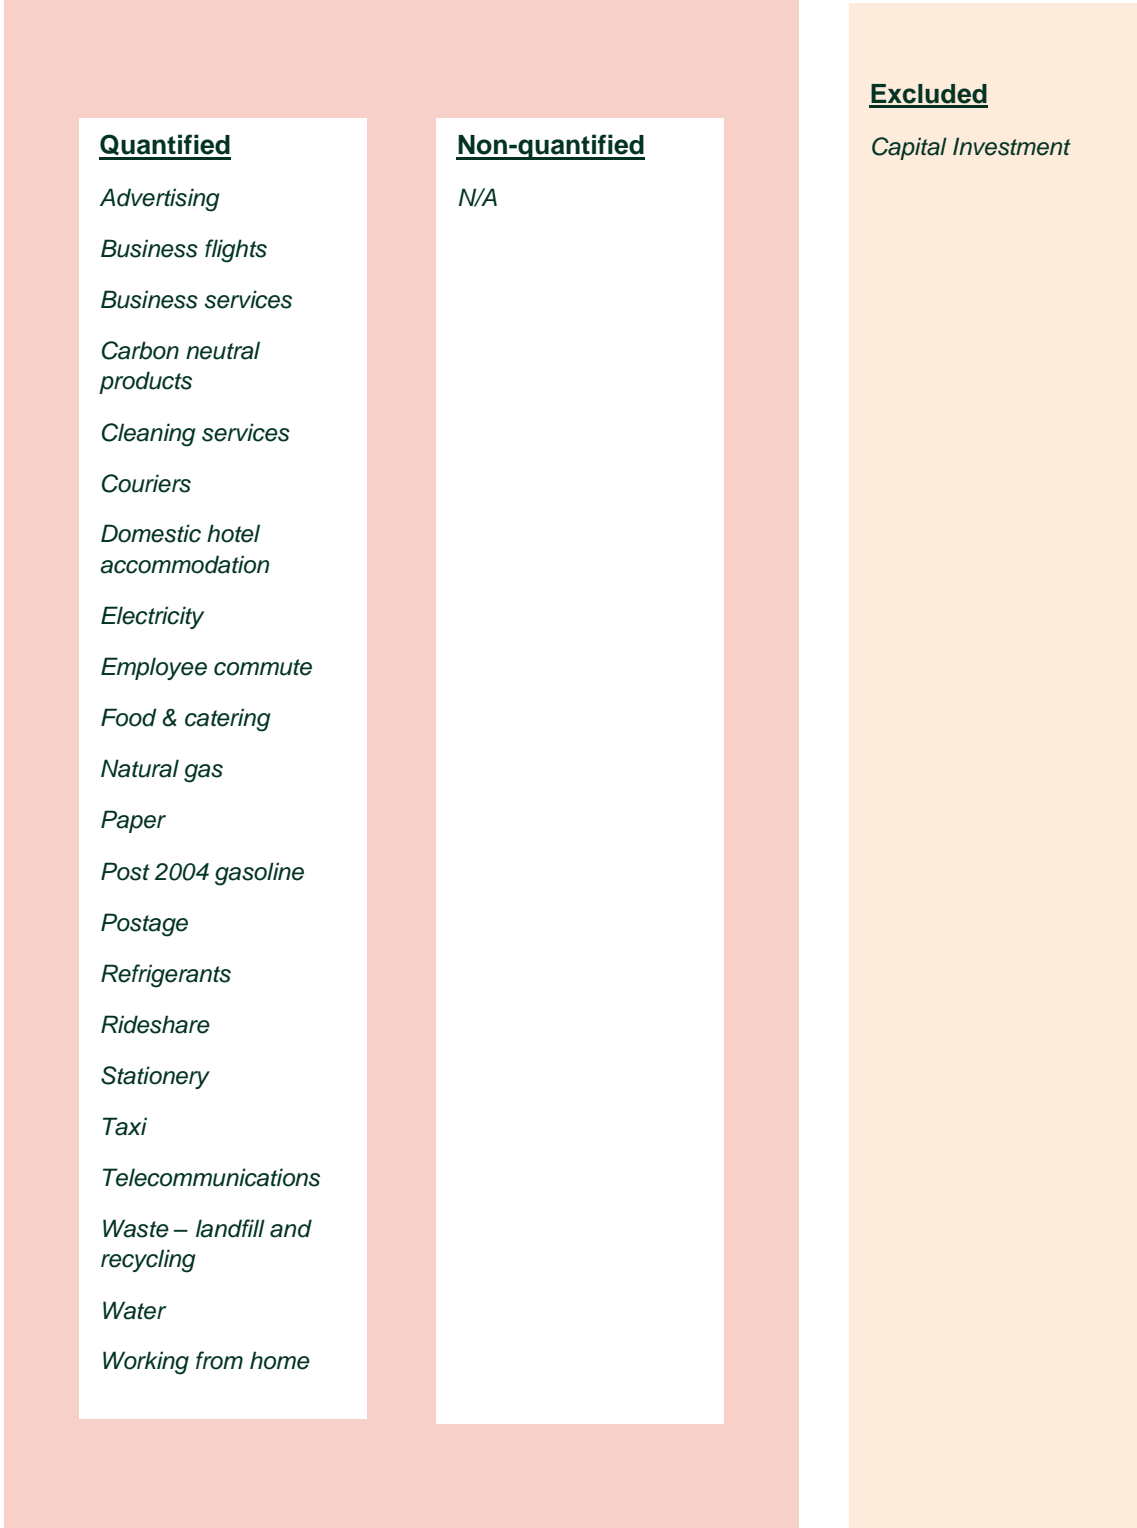 Quantified
Advertising
Business flights
Business services
Carbon neutral
products
Cleaning services
Couriers
Domestic hotel
accommodation
Electricity
Employee commute
Food & catering
Natural gas
Paper
Post 2004 gasoline
Postage
Refrigerants
Rideshare
Stationery
Taxi
Telecommunications
Waste – landfill and
recycling
Water
Working from home
Non-quantified
N/A
Excluded
Capital Investment